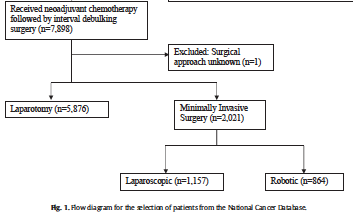 Received neoadjuvant chemotherapy
followed by interval debulking
surgery (n=7,898)
Excluded: Surgical
approach unknown (n=1)
Laparotomy (n=5,876)
Minimally Invasive
Surgery (n=2,021)
Laparoscopic (n=1,157)
Robotic (n=864)
Fig. 1. Flow diagram for the selection of patients from the National Cancer Database.